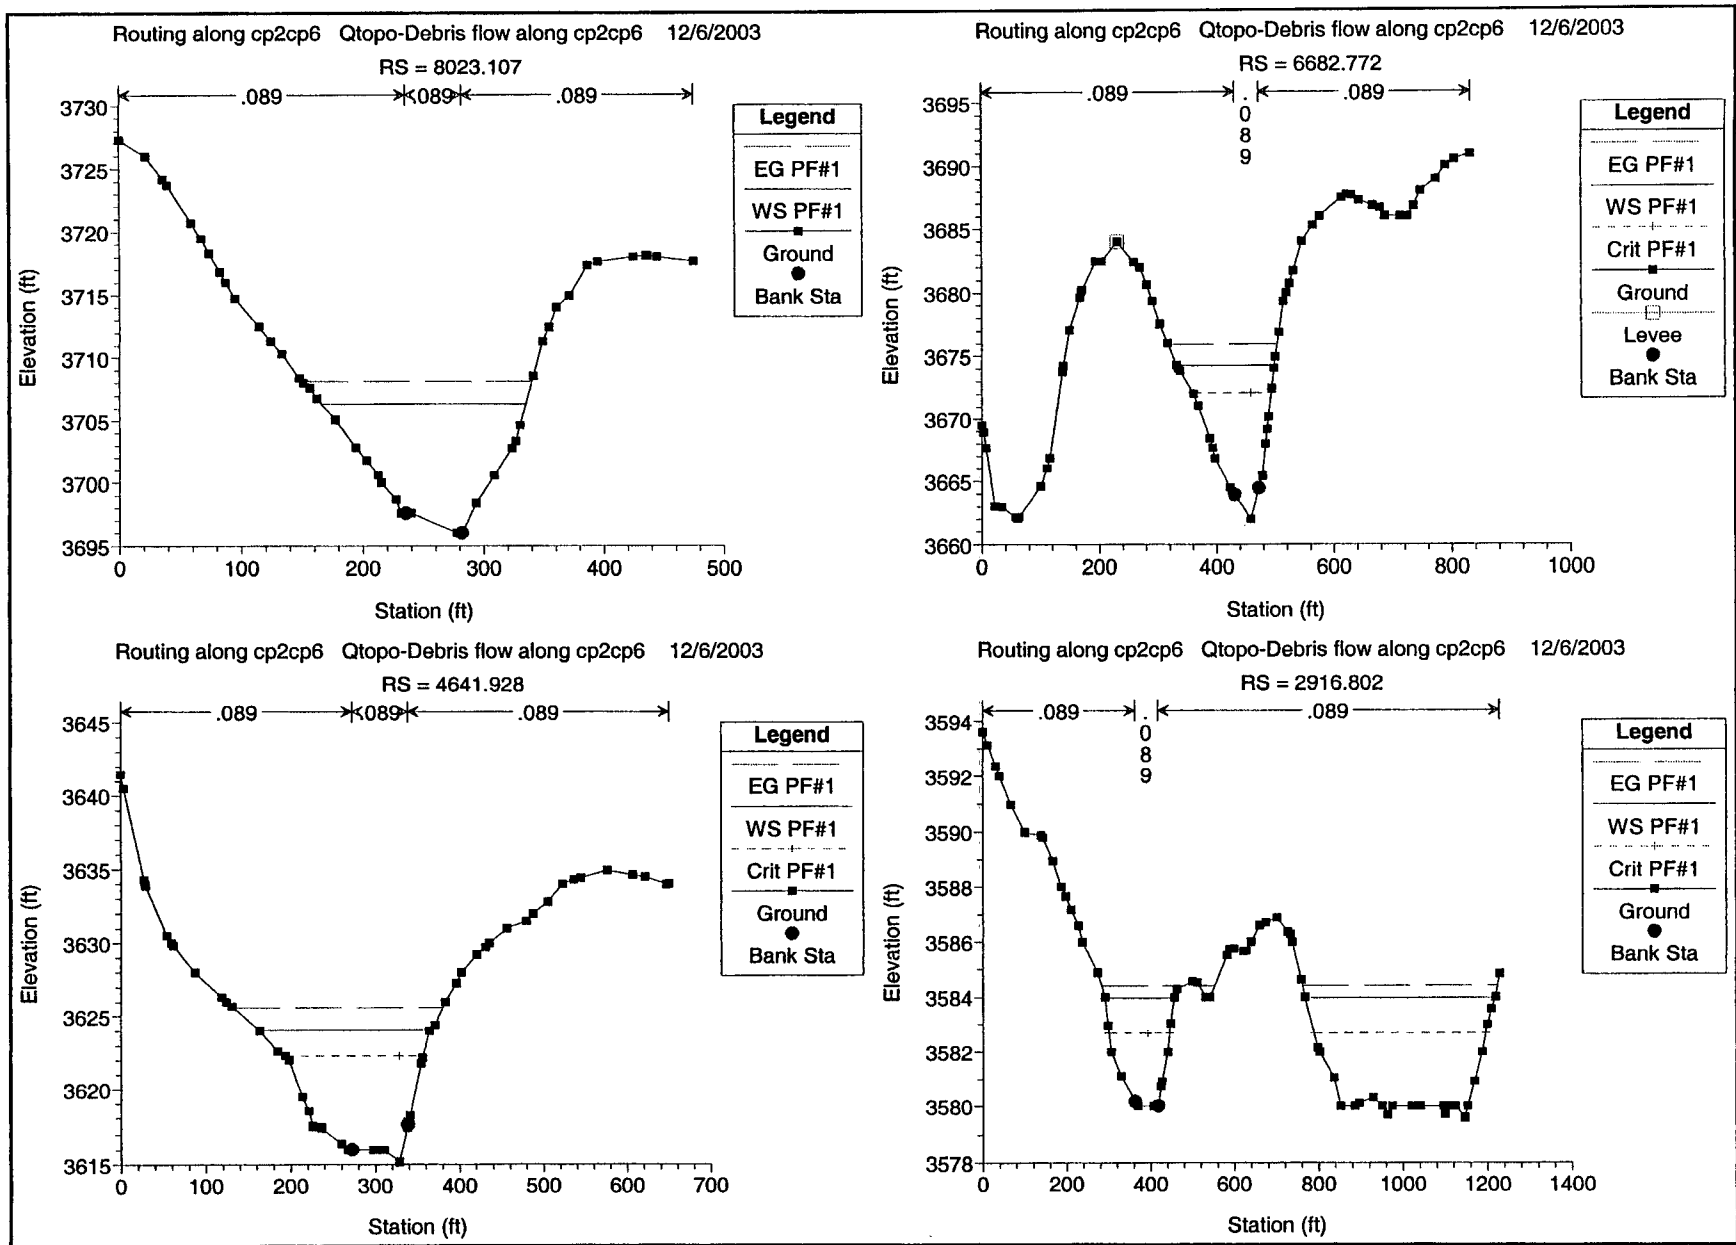 Routing along cp2cp6 Qtopo-Debris flow along cp2cp6 12/6/2003
RS = 8023.107
.089 .089 .089
3730
3725
3720
3715
3710
3705
3700
3695
Elevation (ft)
0 100 200 300 400 500
Station (ft)
Legend
EG PF#1
WS PF#1
Ground
Bank Sta
Routing along cp2cp6 Qtopo-Debris flow along cp2cp6 12/6/2003
RS = 6682.772
.089 .089 .089
3695
3690
3685
3680
3675
3670
3665
3660
Elevation (ft)
0 200 400 600 800 1000
Station (ft)
Legend
EG PF#1
WS PF#1
Crit PF#1
Ground
Levee
Bank Sta
Routing along cp2cp6 Qtopo-Debris flow along cp2cp6 12/6/2003
RS = 4641.928
.089 .089 .089
3645
3640
3635
3630
3625
3620
3615
Elevation (ft)
0 100 200 300 400 500 600 700
Station (ft)
Legend
EG PF#1
WS PF#1
Crit PF#1
Ground
Bank Sta
Routing along cp2cp6 Qtopo-Debris flow along cp2cp6 12/6/2003
RS = 2916.802
.089 .089 .089
3594
3592
3590
3588
3586
3584
3582
3580
3578
Elevation (ft)
0 200 400 600 800 1000 1200 1400
Station (ft)
Legend
EG PF#1
WS PF#1
Crit PF#1
Ground
Bank Sta